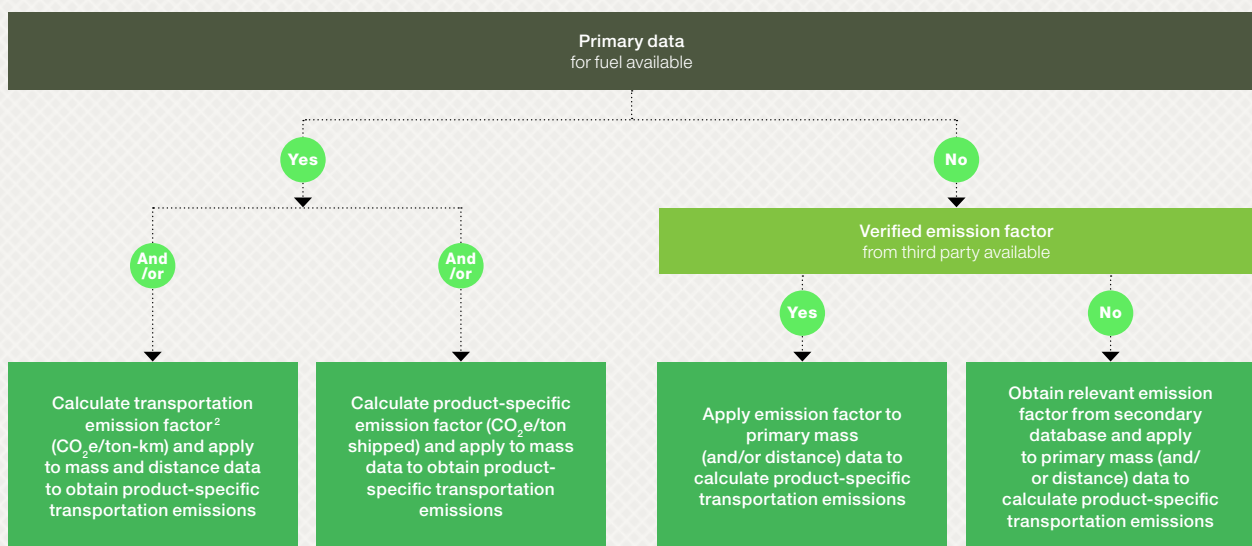 Primary data
for fuel available
Yes
No
And
/or
And
/or
Verified emission factor
from third party available
Yes
No
Calculate transportation
emission factor²
(CO₂e/ton-km) and apply
to mass and distance data
to obtain product-specific
transportation emissions
Calculate product-specific
emission factor (CO₂e/ton
shipped) and apply to mass
data to obtain product-
specific transportation
emissions
Apply emission factor to
primary mass
(and/or distance) data to
calculate product-specific
transportation emissions
Obtain relevant emission
factor from secondary
database and apply
to primary mass (and/
or distance) data to
calculate product-specific
transportation emissions